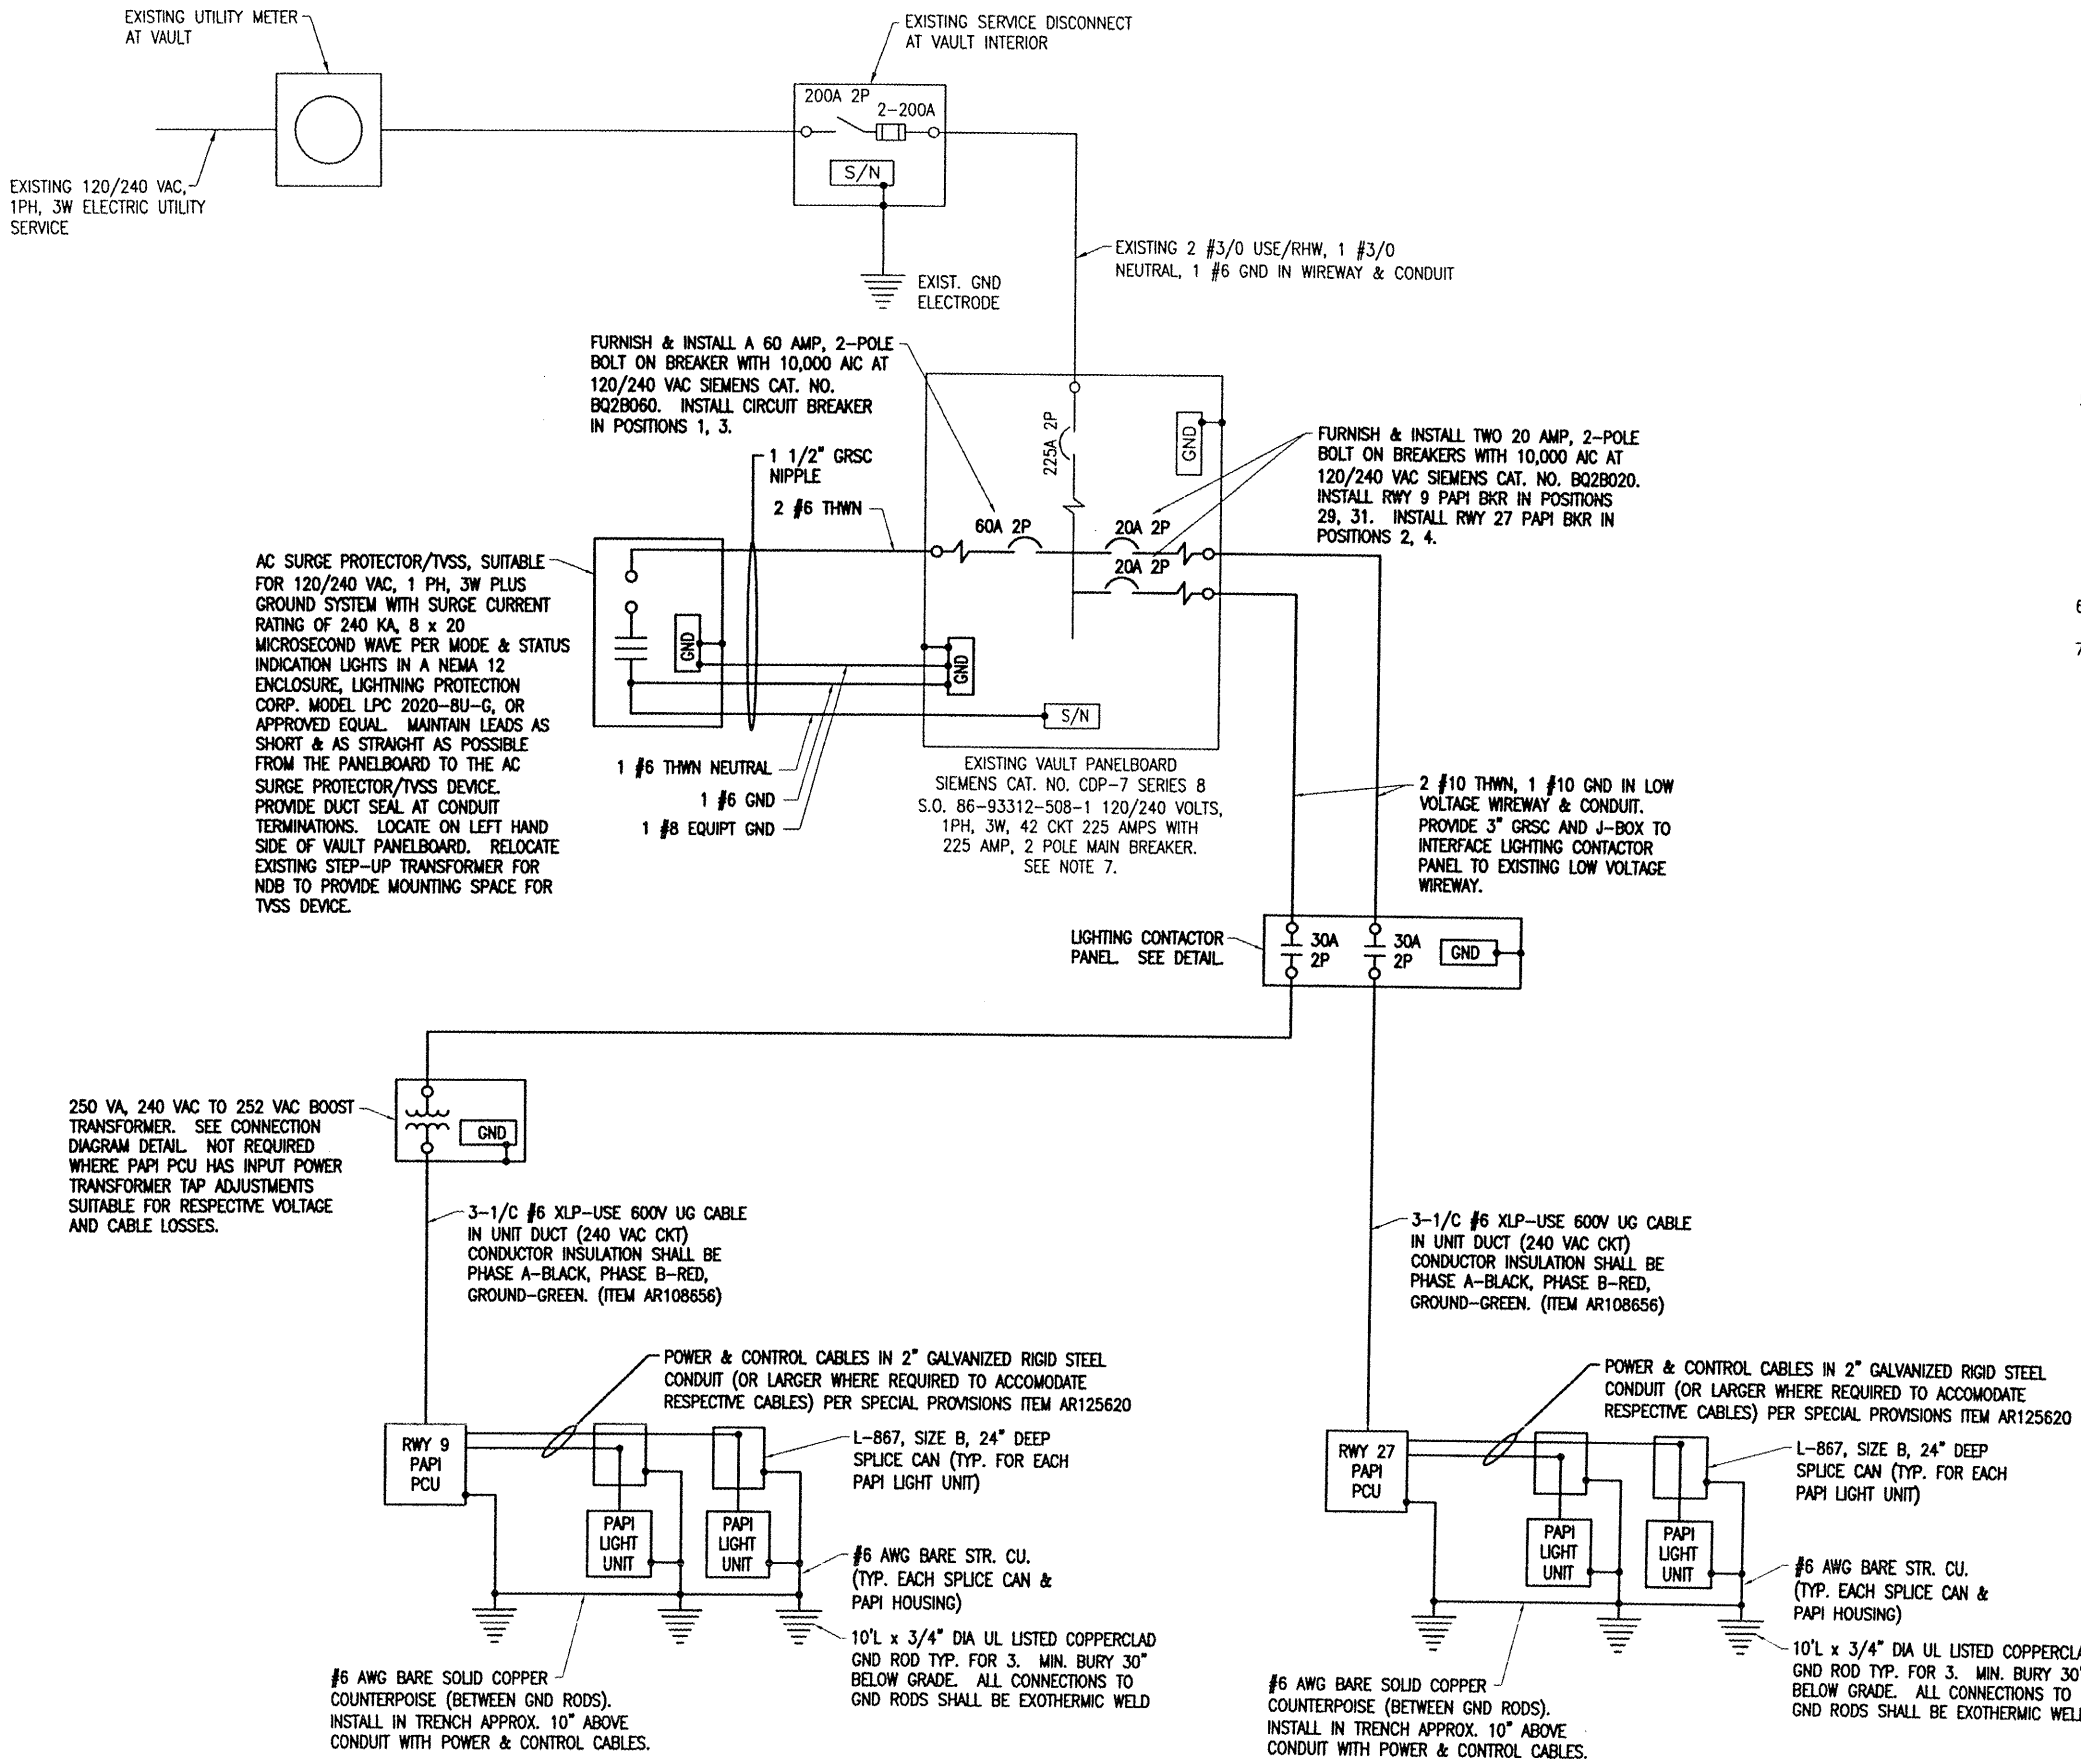 EXISTING UTILITY METER
AT VAULT
EXISTING SERVICE DISCONNECT
AT VAULT INTERIOR
200A 2P
2-200A
S/N
EXISTING 120/240 VAC,
1PH, 3W ELECTRIC UTILITY
SERVICE
EXIST. GND
ELECTRODE
EXISTING 2 #3/0 USE/RHW, 1 #3/0
NEUTRAL, 1 #6 GND IN WIREWAY & CONDUIT
FURNISH & INSTALL A 60 AMP, 2-POLE
BOLT ON BREAKER WITH 10,000 AIC AT
120/240 VAC SIEMENS CAT. NO.
BQ2B060. INSTALL CIRCUIT BREAKER
IN POSITIONS 1, 3.
1 1/2" GRSC
NIPPLE
2 #6 THWN
225A 2P
GND
60A 2P
20A 2P
20A 2P
FURNISH & INSTALL TWO 20 AMP, 2-POLE
BOLT ON BREAKERS WITH 10,000 AIC AT
120/240 VAC SIEMENS CAT. NO. BQ2B020.
INSTALL RWY 9 PAPI BKR IN POSITIONS
29, 31. INSTALL RWY 27 PAPI BKR IN
POSITIONS 2, 4.
AC SURGE PROTECTOR/TVSS, SUITABLE
FOR 120/240 VAC, 1 PH, 3W PLUS
GROUND SYSTEM WITH SURGE CURRENT
RATING OF 240 KA, 8 x 20
MICROSECOND WAVE PER MODE & STATUS
INDICATION LIGHTS IN A NEMA 12
ENCLOSURE, LIGHTNING PROTECTION
CORP. MODEL LPC 2020-8U-G, OR
APPROVED EQUAL. MAINTAIN LEADS AS
SHORT & AS STRAIGHT AS POSSIBLE
FROM THE PANELBOARD TO THE AC
SURGE PROTECTOR/TVSS DEVICE.
PROVIDE DUCT SEAL AT CONDUIT
TERMINATIONS. LOCATE ON LEFT HAND
SIDE OF VAULT PANELBOARD. RELOCATE
EXISTING STEP-UP TRANSFORMER FOR
NDB TO PROVIDE MOUNTING SPACE FOR
TVSS DEVICE.
GND
GND
S/N
6
7
1 #6 THWN NEUTRAL
1 #6 GND
1 #8 EQUIPT GND
EXISTING VAULT PANELBOARD
SIEMENS CAT. NO. CDP-7 SERIES 8
S.O. 86-93312-508-1 120/240 VOLTS,
1PH, 3W, 42 CKT 225 AMPS WITH
225 AMP, 2 POLE MAIN BREAKER.
SEE NOTE 7.
2 #10 THWN, 1 #10 GND IN LOW
VOLTAGE WIREWAY & CONDUIT.
PROVIDE 3" GRSC AND J-BOX TO
INTERFACE LIGHTING CONTACTOR
PANEL TO EXISTING LOW VOLTAGE
WIREWAY.
LIGHTING CONTACTOR
PANEL. SEE DETAIL
30A
2P
30A
2P
GND
250 VA, 240 VAC TO 252 VAC BOOST
TRANSFORMER. SEE CONNECTION
DIAGRAM DETAIL. NOT REQUIRED
WHERE PAPI PCU HAS INPUT POWER
TRANSFORMER TAP ADJUSTMENTS
SUITABLE FOR RESPECTIVE VOLTAGE
AND CABLE LOSSES.
GND
3-1/C #6 XLP-USE 600V UG CABLE
IN UNIT DUCT (240 VAC CKT)
CONDUCTOR INSULATION SHALL BE
PHASE A-BLACK, PHASE B-RED,
GROUND-GREEN. (ITEM AR108656)
3-1/C #6 XLP-USE 600V UG CABLE
IN UNIT DUCT (240 VAC CKT)
CONDUCTOR INSULATION SHALL BE
PHASE A-BLACK, PHASE B-RED,
GROUND-GREEN. (ITEM AR108656)
POWER & CONTROL CABLES IN 2" GALVANIZED RIGID STEEL
CONDUIT (OR LARGER WHERE REQUIRED TO ACCOMODATE
RESPECTIVE CABLES) PER SPECIAL PROVISIONS ITEM AR125620
RWY 9
PAPI
PCU
L-867, SIZE B, 24" DEEP
SPLICE CAN (TYP. FOR EACH
PAPI LIGHT UNIT)
PAPI
LIGHT
UNIT
PAPI
LIGHT
UNIT
#6 AWG BARE STR. CU.
(TYP. EACH SPLICE CAN &
PAPI HOUSING)
10'L x 3/4" DIA UL LISTED COPPERCLAD
GND ROD TYP. FOR 3. MIN. BURY 30"
BELOW GRADE. ALL CONNECTIONS TO
GND RODS SHALL BE EXOTHERMIC WELD
#6 AWG BARE SOLID COPPER
COUNTERPOISE (BETWEEN GND RODS).
INSTALL IN TRENCH APPROX. 10" ABOVE
CONDUIT WITH POWER & CONTROL CABLES.
POWER & CONTROL CABLES IN 2" GALVANIZED RIGID STEEL
CONDUIT (OR LARGER WHERE REQUIRED TO ACCOMODATE
RESPECTIVE CABLES) PER SPECIAL PROVISIONS ITEM AR125620
RWY 27
PAPI
PCU
L-867, SIZE B, 24" DEEP
SPLICE CAN (TYP. FOR EACH
PAPI LIGHT UNIT)
PAPI
LIGHT
UNIT
PAPI
LIGHT
UNIT
#6 AWG BARE STR. CU.
(TYP. EACH SPLICE CAN &
PAPI HOUSING)
10'L x 3/4" DIA UL LISTED COPPERCLA
GND ROD TYP. FOR 3. MIN. BURY 30"
BELOW GRADE. ALL CONNECTIONS TO
GND RODS SHALL BE EXOTHERMIC WEL
#6 AWG BARE SOLID COPPER
COUNTERPOISE (BETWEEN GND RODS).
INSTALL IN TRENCH APPROX. 10" ABOVE
CONDUIT WITH POWER & CONTROL CABLES.